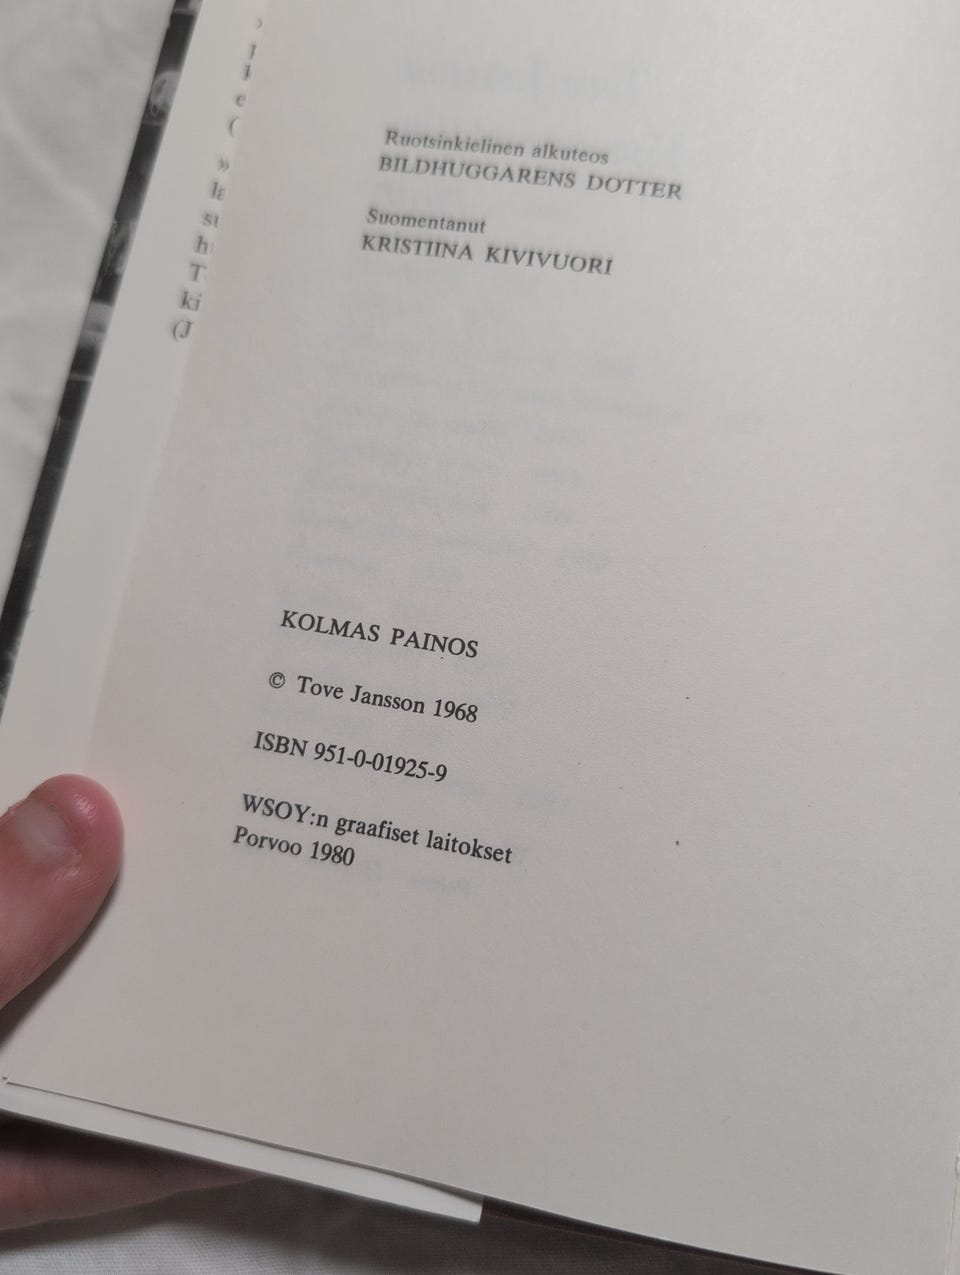 Ruotsinkielinen alkuteos
BILDHUGGARENS DOTTER
Suomentanut
KRISTIINA KIVIVUORI
KOLMAS PAINOS
© Tove Jansson 1968
ISBN 951-0-01925-9
WSOY:n graafiset laitokset
Porvoo 1980